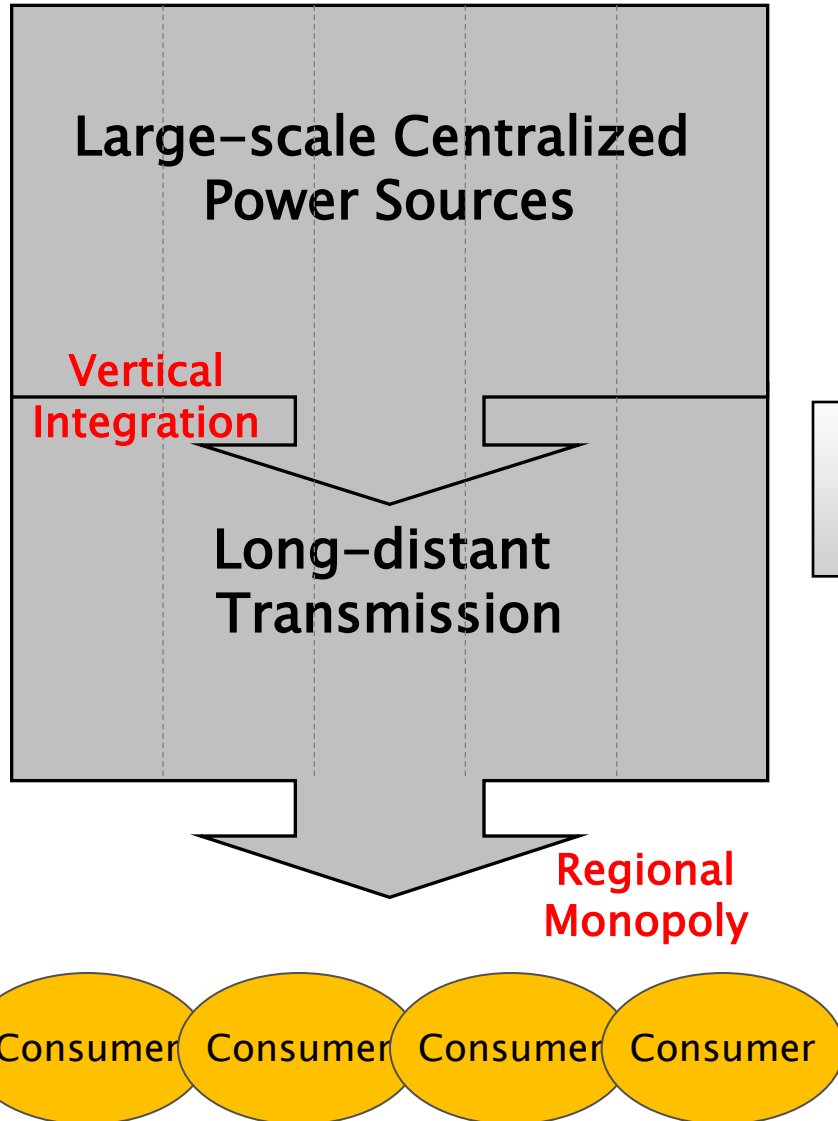 Large-scale Centralized
Power Sources
Vertical
Integration
Long-distant
Transmission
Regional
Monopoly
Consumer Consumer Consumer Consumer